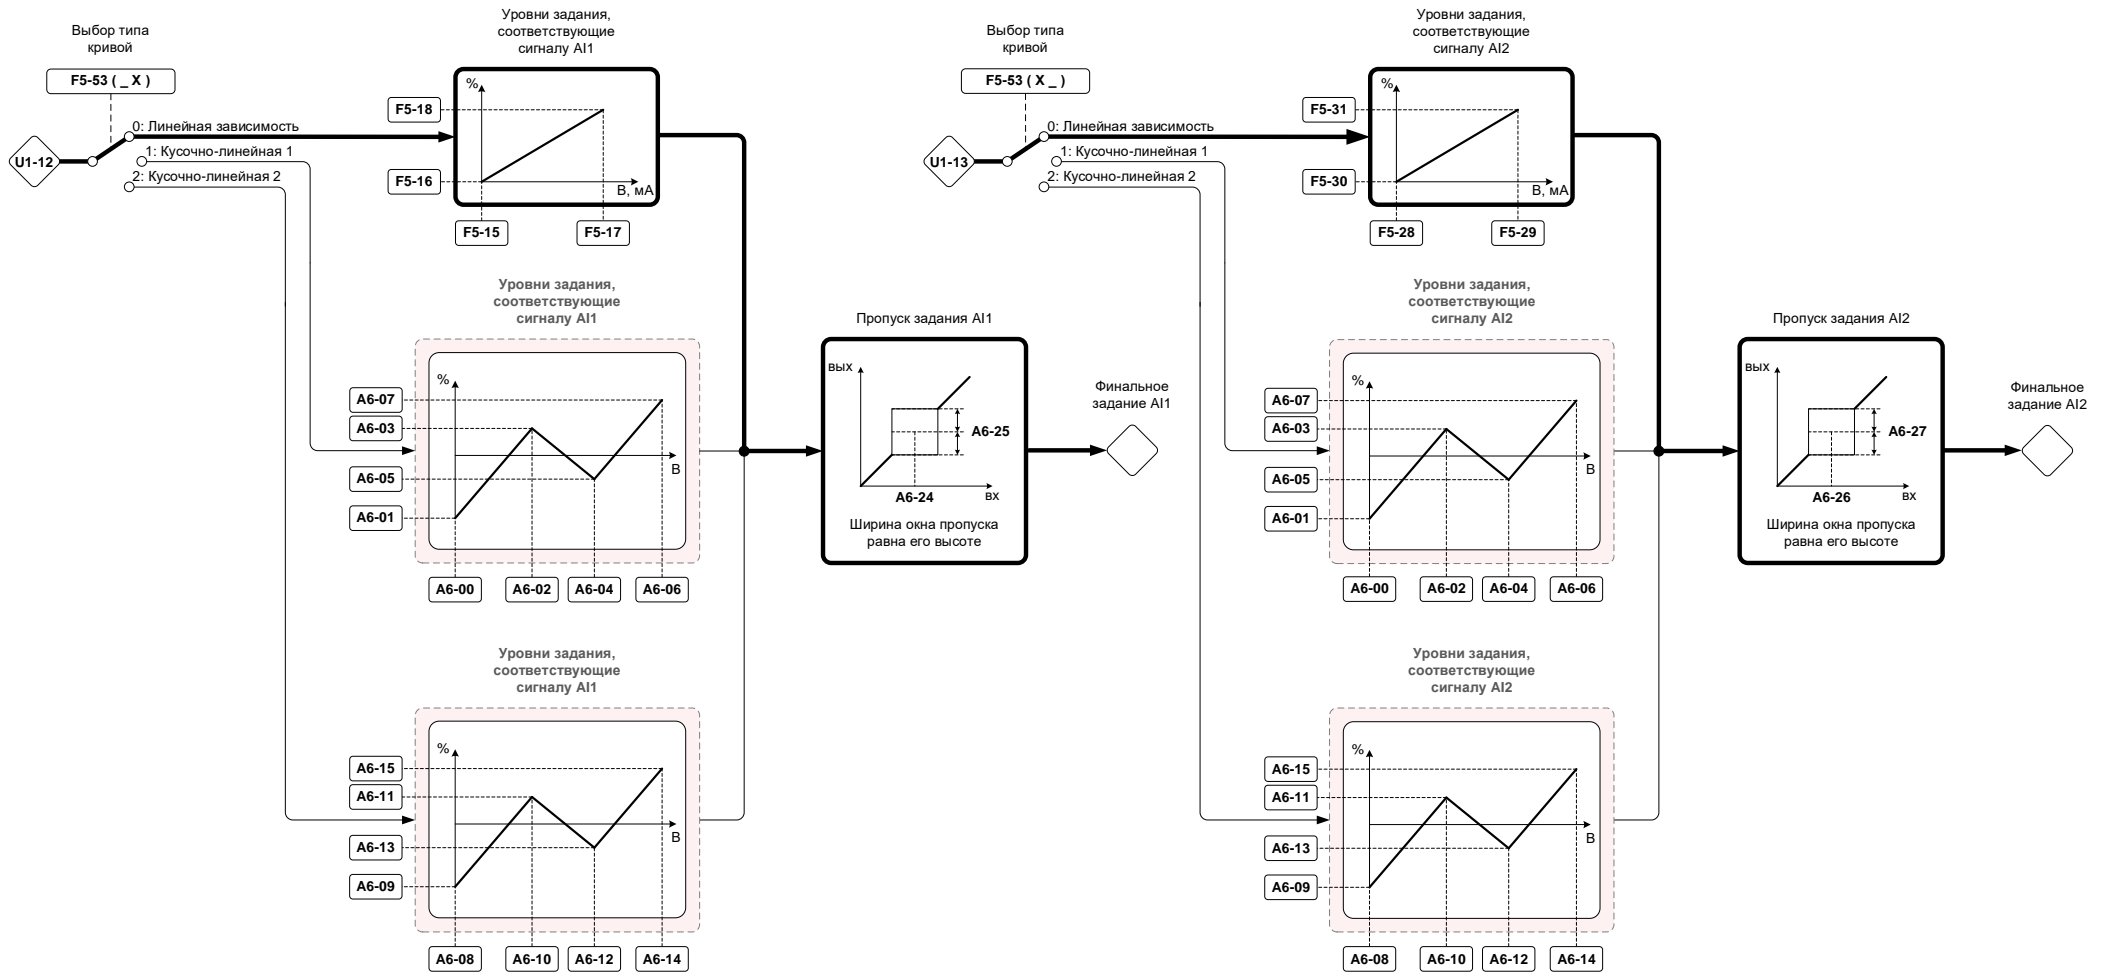 Выбор типа
кривой
F5-53 ( _ X )
U1-12
0: Линейная зависимость
1: Кусочно-линейная 1
2: Кусочно-линейная 2
Уровни задания,
соответствующие
сигналу AI1
%
F5-18
F5-16
В, мА
F5-15
F5-17
Уровни задания,
соответствующие
сигналу AI1
%
A6-07
A6-03
A6-05
A6-01
В
A6-00
A6-02
A6-04
A6-06
Уровни задания,
соответствующие
сигналу AI1
%
A6-15
A6-11
A6-13
A6-09
В
A6-08
A6-10
A6-12
A6-14
Пропуск задания AI1
вых
A6-25
A6-24
вх
Ширина окна пропуска
равна его высоте
Финальное
задание AI1
Выбор типа
кривой
F5-53 ( X _ )
U1-13
0: Линейная зависимость
1: Кусочно-линейная 1
2: Кусочно-линейная 2
Уровни задания,
соответствующие
сигналу AI2
%
F5-31
F5-30
В, мА
F5-28
F5-29
Уровни задания,
соответствующие
сигналу AI2
%
A6-07
A6-03
A6-05
A6-01
В
A6-00
A6-02
A6-04
A6-06
Уровни задания,
соответствующие
сигналу AI2
%
A6-15
A6-11
A6-13
A6-09
В
A6-08
A6-10
A6-12
A6-14
Пропуск задания AI2
вых
A6-27
A6-26
вх
Ширина окна пропуска
равна его высоте
Финальное
задание AI2